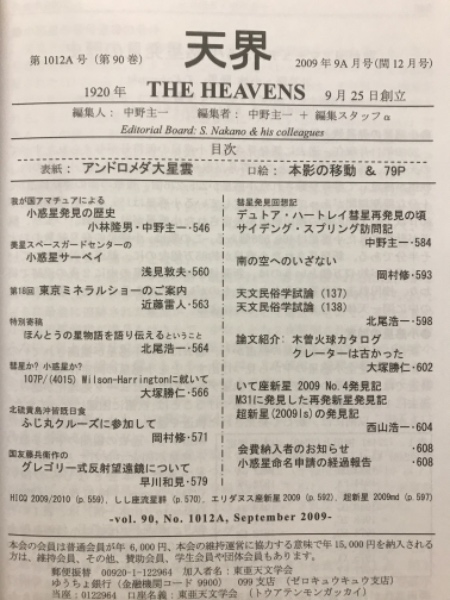 第1012A号 (第90巻)
天界
2009年9A月号(閏12月号)
1920年 THE HEAVENS 9月25日創立
編集人: 中野主一 編集者: 中野主一 + 編集スタッフα
Editorial Board: S. Nakano & his colleagues
目次
表紙: アンドロメダ大星雲 口絵: 本影の移動 & 79P
我が国アマチュアによる
小惑星発見の歴史
小林隆男・中野主一・546
美星スペースガードセンターの
小惑星サーベイ
浅見敦夫・560
第18回 東京ミネラルショーのご案内
近藤雷人・563
特別寄稿
ほんとうの星物語を語り伝えるということ
北尾浩一・564
彗星か? 小惑星か?
107P/(4015) Wilson-Harringtonに就いて
大塚勝仁・566
北硫黄島沖皆既日食
ふじ丸クルーズに参加して
岡村修・571
国友藤兵衛作の
グレゴリー式反射望遠鏡について
早川和見・579
彗星発見回想記
デュトア・ハートレイ彗星再発見の頃
サイデング・スプリング訪問記
中野主一・584
南の空へのいざない
岡村修・593
天文民俗学試論 (137)
天文民俗学試論 (138)
北尾浩一・598
論文紹介: 木曽火球カタログ
クレーターは古かった
大塚勝仁・602
いて座新星 2009 No.4発見記
M31に発見した再発新星発見記
超新星(2009ls)の発見記
西山浩一・604
会費納入者のお知らせ ・608
小惑星命名申請の経過報告 ・608
HICQ 2009/2010 (p.559), しし座流星群 (p.570), エリダヌス座新星2009 (p.592), 超新星 2009md (p.597)
-vol. 90, No. 1012A, September 2009-
本会の会員は普通会員が年 6,000円、本会の維持運営に協力する意味で年15,000円を納入される
方は、維持会員、その他、賛助会員、学生会員や団体会員もあります。
郵便振替 00920-1-122964 加入者名: 東亜天文学会
ゆうちょ銀行 (金融機関コード 9900) 099支店 (ゼロキュウキュウ支店)
当座: 0122964 口座名義: 東亜天文学会 (トウアテンモンガッカイ)